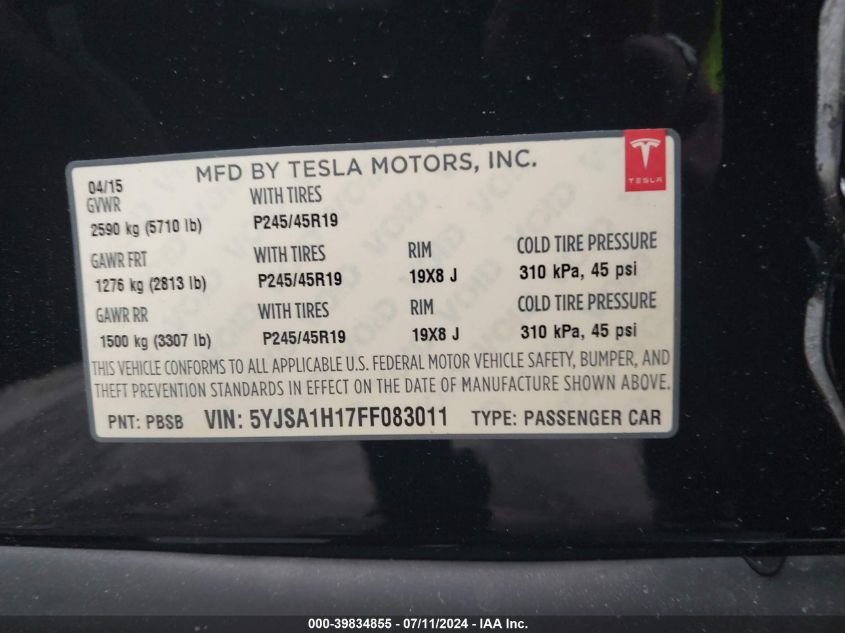 MFD BY TESLA MOTORS, INC.
TESLA
04/15
GVWR WITH TIRES
2590 kg (5710 lb) P245/45R19
GAWR FRT WITH TIRES RIM COLD TIRE PRESSURE
1276 kg (2813 lb) P245/45R19 19X8 J 310 kPa, 45 psi
GAWR RR WITH TIRES RIM COLD TIRE PRESSURE
1500 kg (3307 lb) P245/45R19 19X8 J 310 kPa, 45 psi
THIS VEHICLE CONFORMS TO ALL APPLICABLE U.S. FEDERAL MOTOR VEHICLE SAFETY, BUMPER, AND
THEFT PREVENTION STANDARDS IN EFFECT ON THE DATE OF MANUFACTURE SHOWN ABOVE.
PNT: PBSB VIN: 5YJSA1H17FF083011 TYPE: PASSENGER CAR
000-39834855 - 07/11/2024 - IAA Inc.